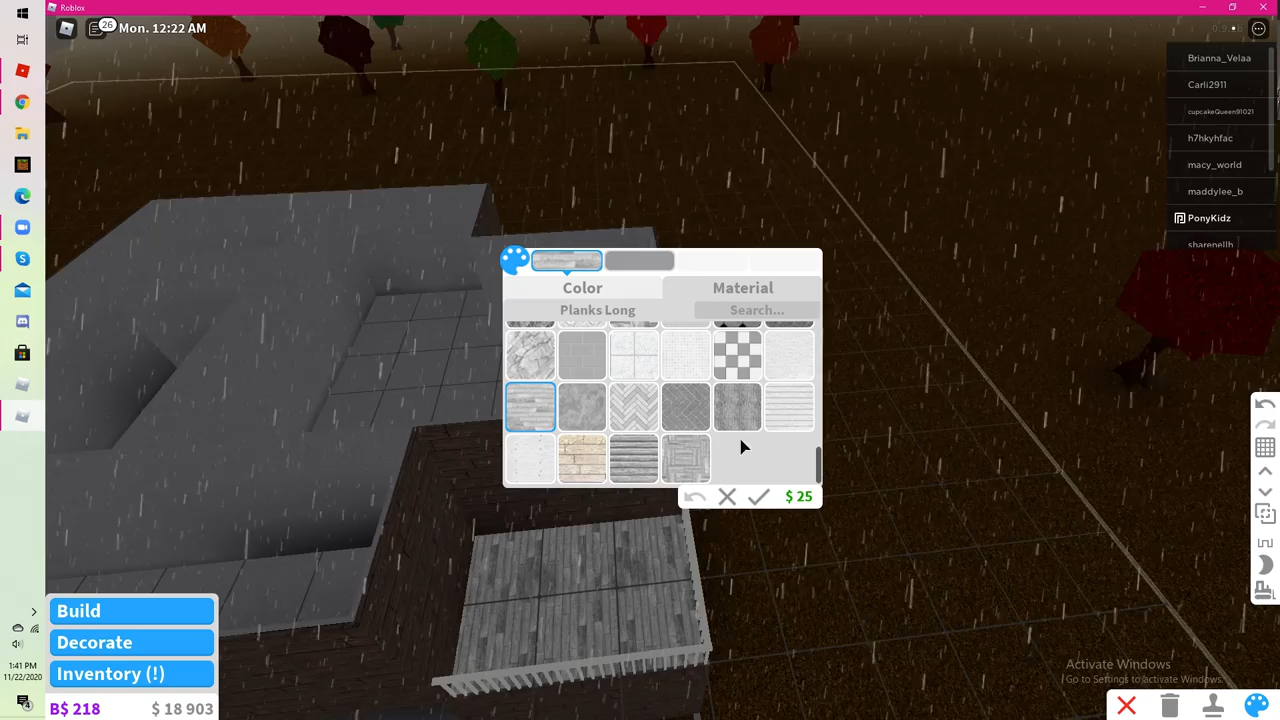 Roblox
26
Mon. 12:22 AM
Brianna_Velaa
Carli2911
cupcakeQueen91021
h7hkyhfac
macy_world
maddylee_b
PonyKidz
sharenellh
Color
Material
Planks Long
Search...
$ 25
Build
Decorate
Inventory (!)
B$ 218
$ 18 903
1:41 PM
11/22/2020
4
Activate Windows
Go to Settings to activate Windows.